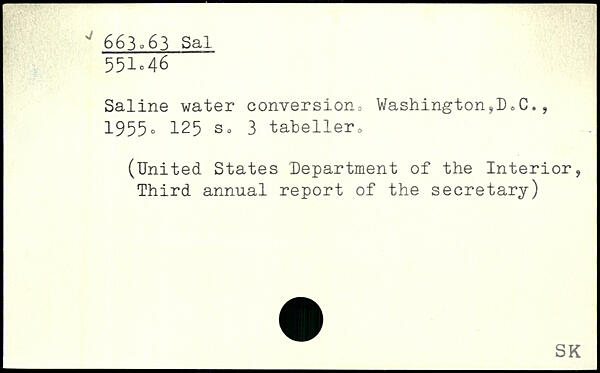 663.63 Sal
551.46
Saline water conversion. Washington,D.C.,
1955. 125 s. 3 tabeller.
(United States Department of the Interior,
Third annual report of the secretary)
SK